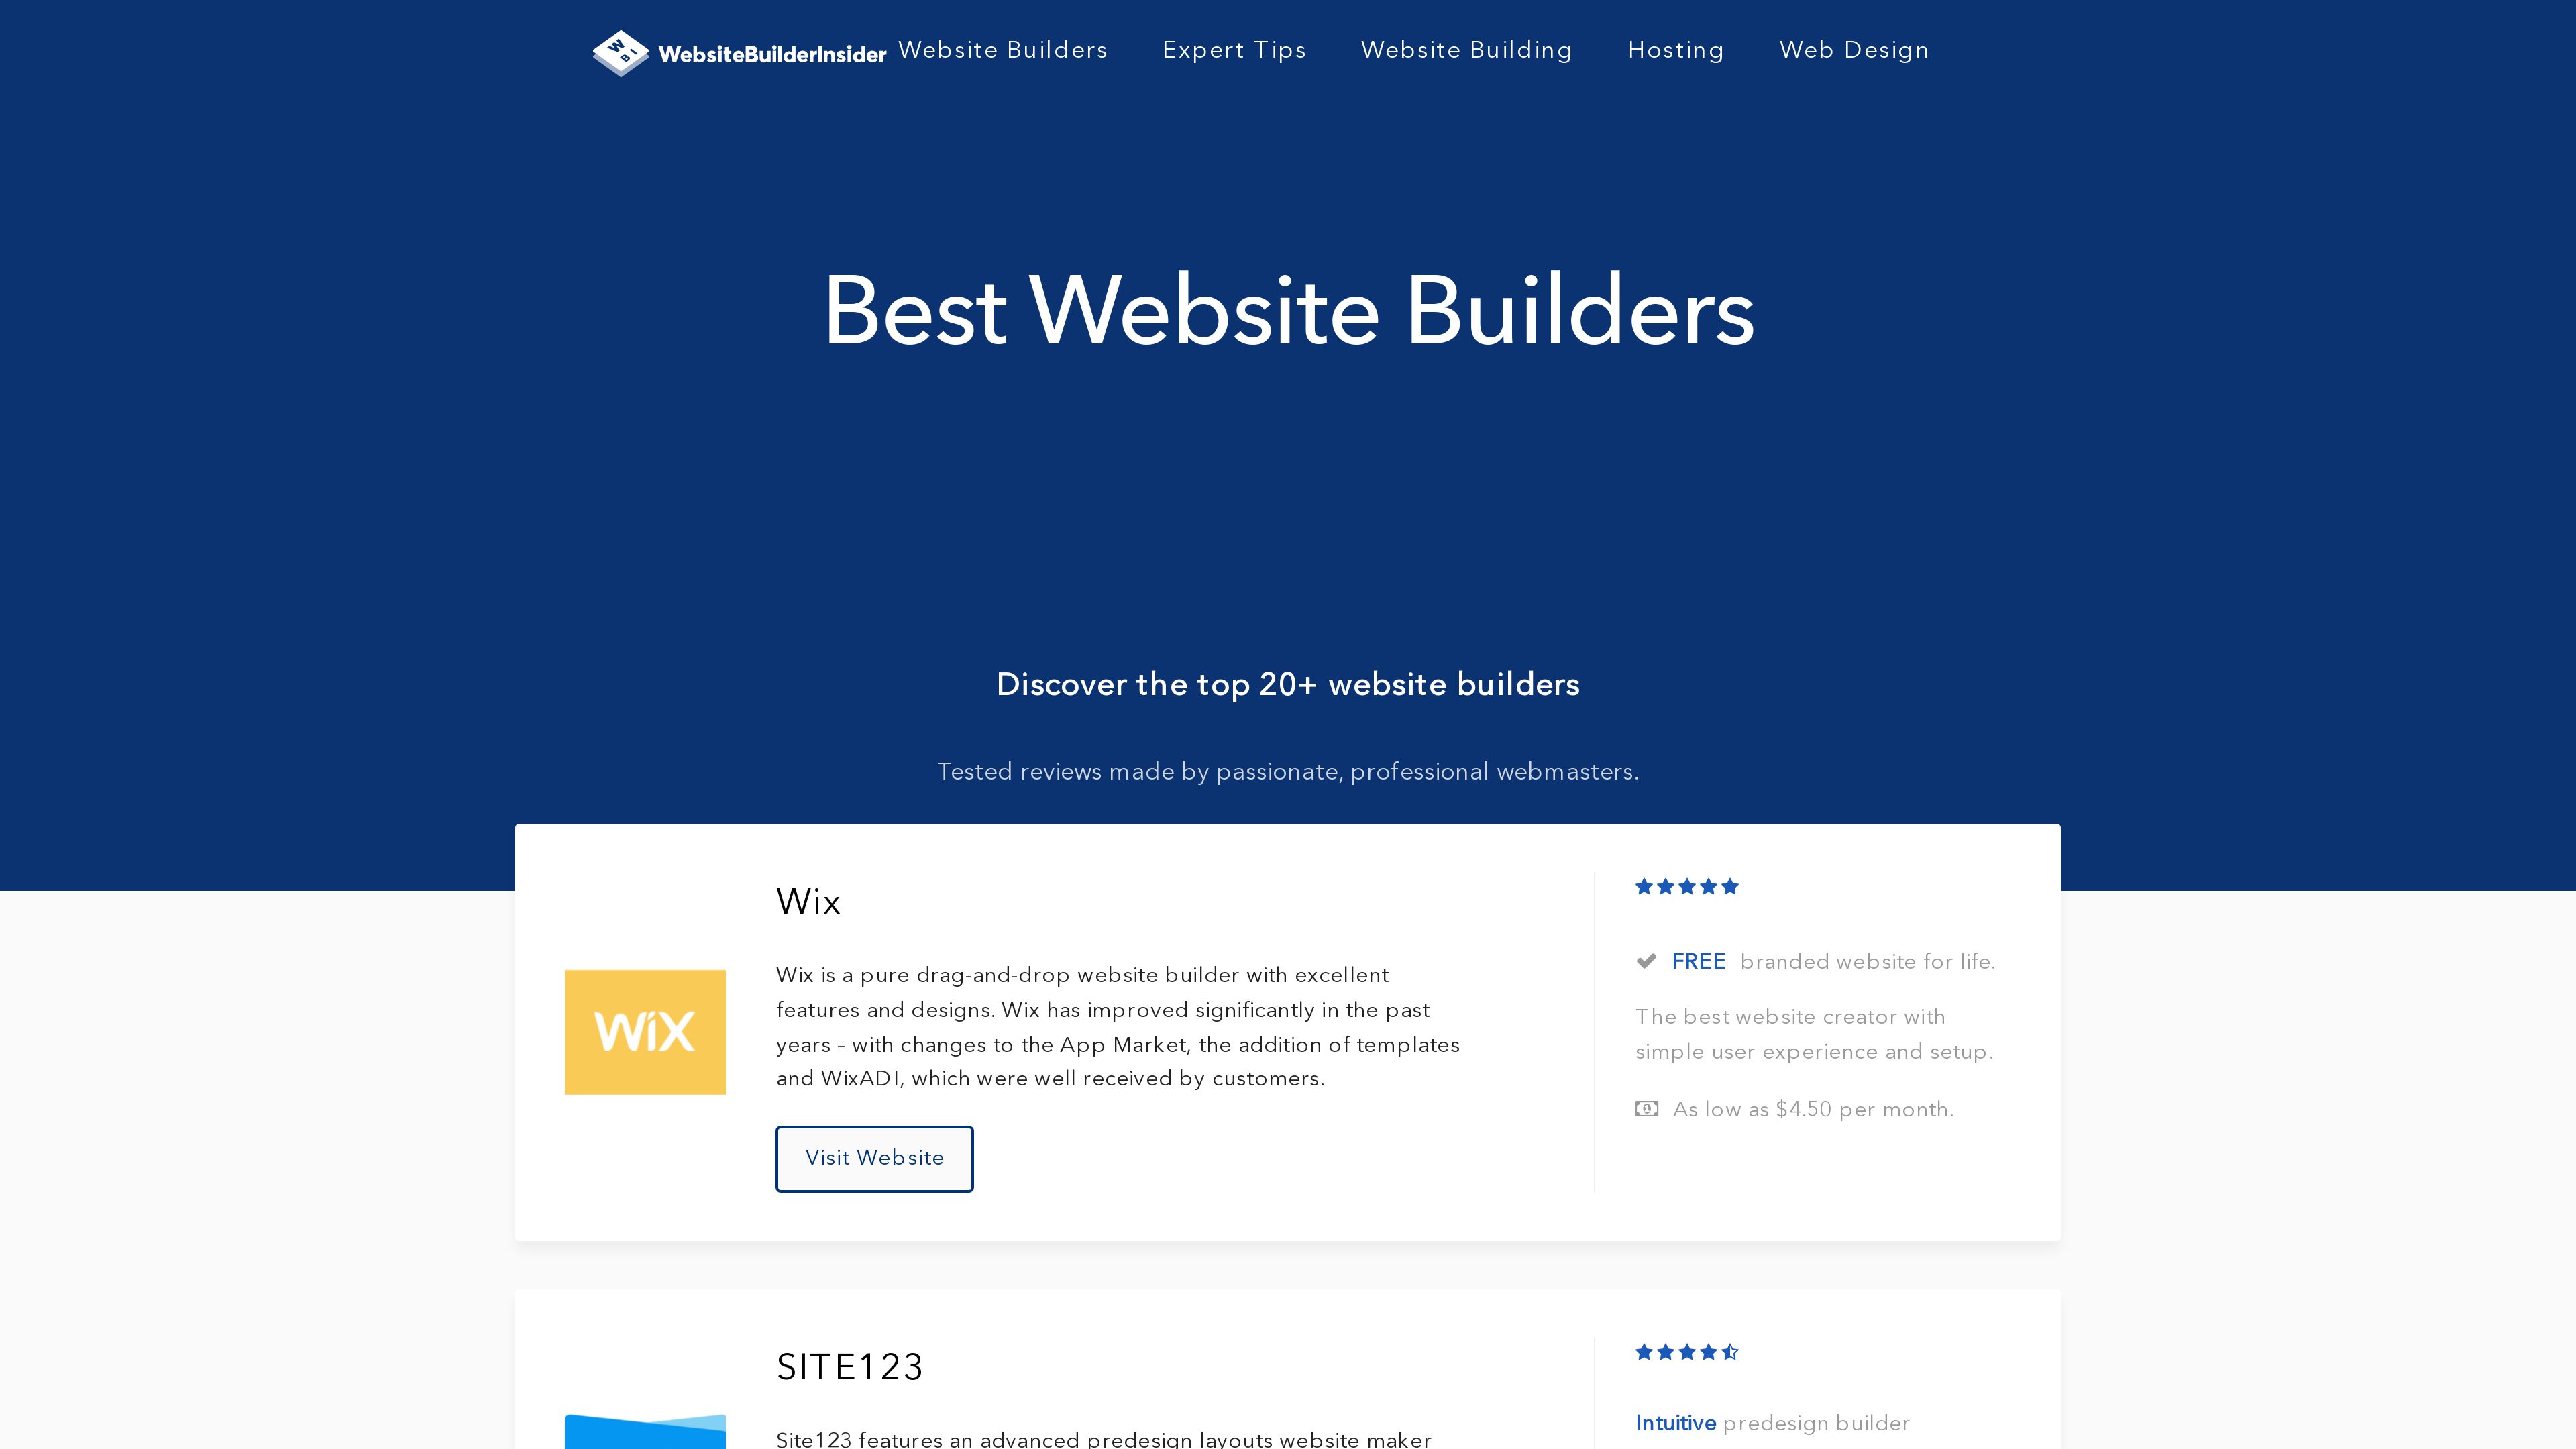 W B I WebsiteBuilderInsider Website Builders Expert Tips Website Building Hosting Web Design
Best Website Builders
Discover the top 20+ website builders
Tested reviews made by passionate, professional webmasters.
Wix
WiX
Wix is a pure drag-and-drop website builder with excellent
features and designs. Wix has improved significantly in the past
years – with changes to the App Market, the addition of templates
and WixADI, which were well received by customers.
Visit Website
FREE branded website for life.
The best website creator with
simple user experience and setup.
As low as $4.50 per month.
SITE123
Site123 features an advanced predesign layouts website maker
Intuitive predesign builder